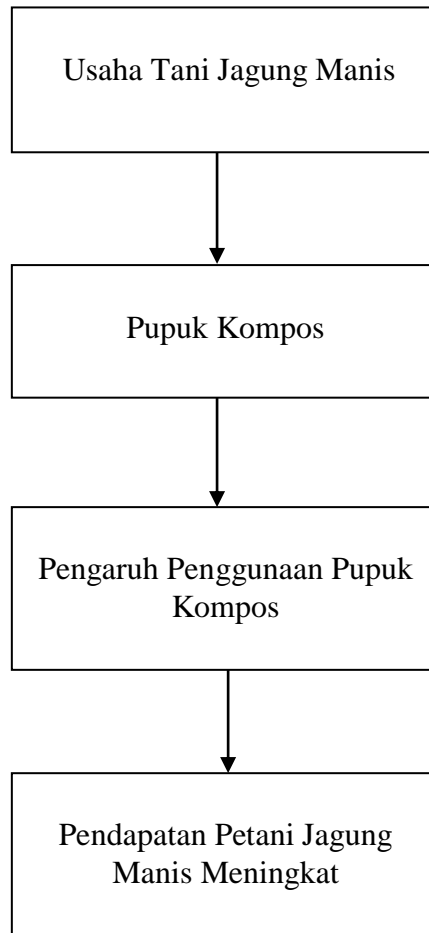 Usaha Tani Jagung Manis
Pupuk Kompos
Pengaruh Penggunaan Pupuk
Kompos
Pendapatan Petani Jagung
Manis Meningkat